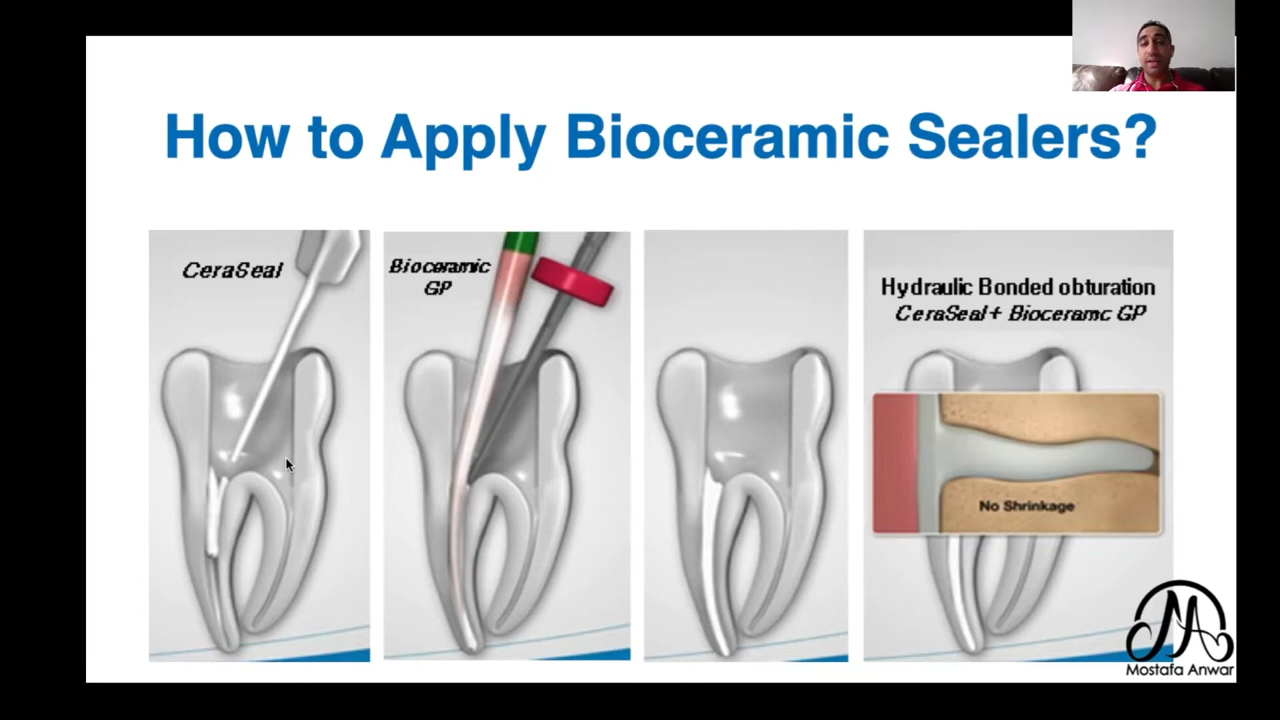 How to Apply Bioceramic Sealers?
CeraSeal
Bioceramic
GP
Hydraulic Bonded obturation
CeraSeal + Bioceramc GP
No Shrinkage
Mostafa Anwar